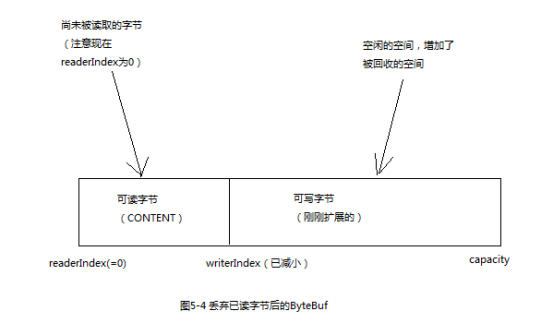 尚未被读取的字节
（注意现在
readerIndex为0）
空闲的空间，增加了
被回收的空间
可读字节
（CONTENT）
可写字节
（刚刚扩展的）
readerIndex(=0)
writerIndex（已减小）
capacity
图5-4 丢弃已读字节后的ByteBuf